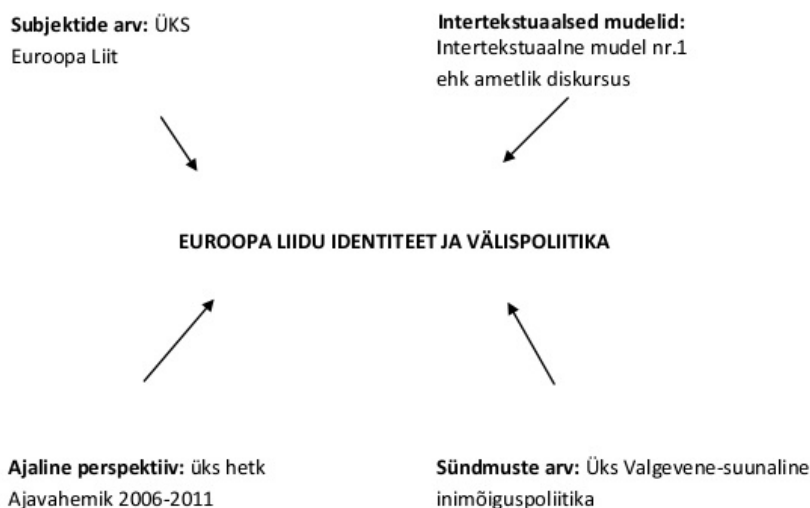 Subjektide arv: ÜKS
Euroopa Liit
Intertekstuaalsed mudelid:
Intertekstuaalne mudel nr.1
ehk ametlik diskursus
EUROOPA LIIDU IDENTITEET JA VÄLISPOLIITIKA
Ajaline perspektiiv: üks hetk
Ajavahemik 2006-2011
Sündmuste arv: Üks Valgevene-suunaline
inimõiguspoliitika